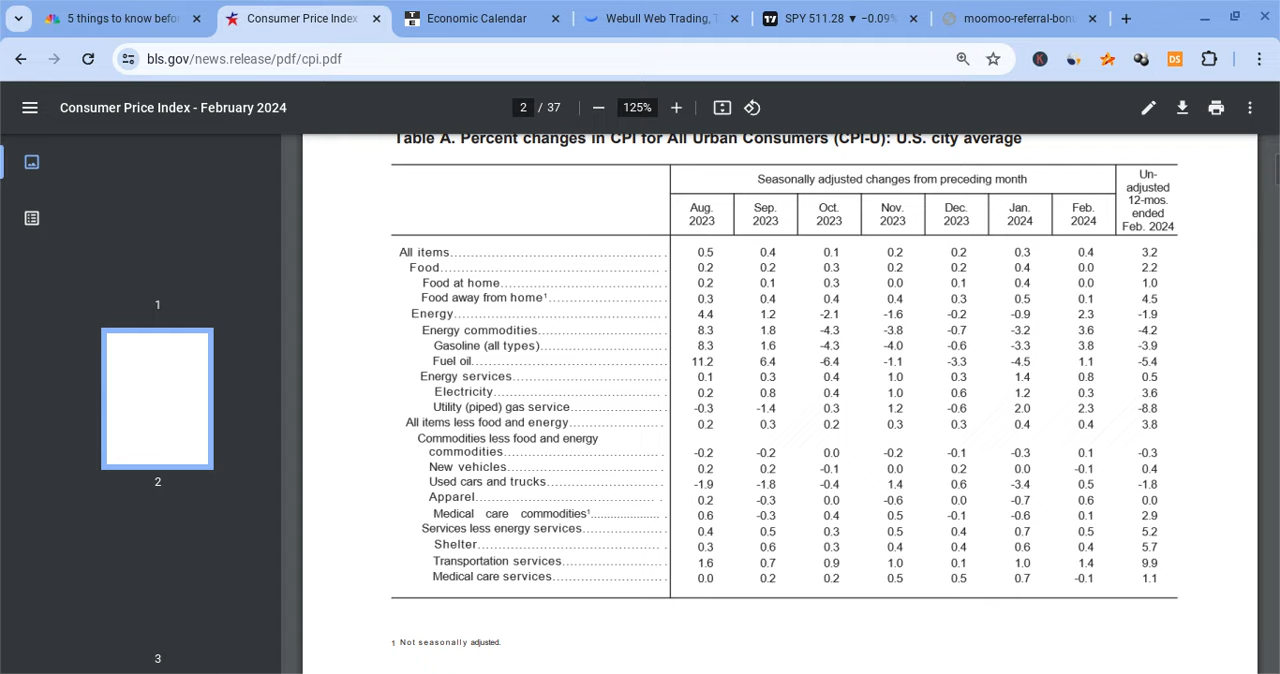 5 things to know befor
Consumer Price Index
Economic Calendar
Webull Web Trading, T
SPY 511.28 ▼ −0.09%
moomoo-referral-bonu
bls.gov/news.release/pdf/cpi.pdf
Consumer Price Index - February 2024
2 / 37
125%
Table A. Percent changes in CPI for All Urban Consumers (CPI-U): U.S. city average
Seasonally adjusted changes from preceding month
Un-
adjusted
12-mos.
ended
Feb. 2024
Aug. 2023 Sep. 2023 Oct. 2023 Nov. 2023 Dec. 2023 Jan. 2024 Feb. 2024
All items 0.5 0.4 0.1 0.2 0.2 0.3 0.4 3.2
Food 0.2 0.2 0.3 0.2 0.2 0.4 0.0 2.2
Food at home 0.2 0.1 0.3 0.0 0.1 0.4 0.0 1.0
Food away from home¹ 0.3 0.4 0.4 0.4 0.3 0.5 0.1 4.5
Energy 4.4 1.2 -2.1 -1.6 -0.2 -0.9 2.3 -1.9
Energy commodities 8.3 1.8 -4.3 -3.8 -0.7 -3.2 3.6 -4.2
Gasoline (all types) 8.3 1.6 -4.3 -4.0 -0.6 -3.3 3.8 -3.9
Fuel oil 11.2 6.4 -6.4 -1.1 -3.3 -4.5 1.1 -5.4
Energy services 0.1 0.3 0.4 1.0 0.3 1.4 0.8 0.5
Electricity 0.2 0.8 0.4 1.0 0.6 1.2 0.3 3.6
Utility (piped) gas service -0.3 -1.4 0.3 1.2 -0.6 2.0 2.3 -8.8
All items less food and energy 0.2 0.3 0.2 0.3 0.3 0.4 0.4 3.8
Commodities less food and energy
commodities -0.2 -0.2 0.0 -0.2 -0.1 -0.3 0.1 -0.3
New vehicles 0.2 0.2 -0.1 0.0 0.2 0.0 -0.1 0.4
Used cars and trucks -1.9 -1.8 -0.4 1.4 0.6 -3.4 0.5 -1.8
Apparel 0.2 -0.3 0.0 -0.6 0.0 -0.7 0.6 0.0
Medical care commodities¹ 0.6 -0.3 0.4 0.5 -0.1 -0.6 0.1 2.9
Services less energy services 0.4 0.5 0.3 0.5 0.4 0.7 0.5 5.2
Shelter 0.3 0.6 0.3 0.4 0.4 0.6 0.4 5.7
Transportation services 1.6 0.7 0.9 1.0 0.1 1.0 1.4 9.9
Medical care services 0.0 0.2 0.2 0.5 0.5 0.7 -0.1 1.1
1 Not seasonally adjusted.
1
2
3